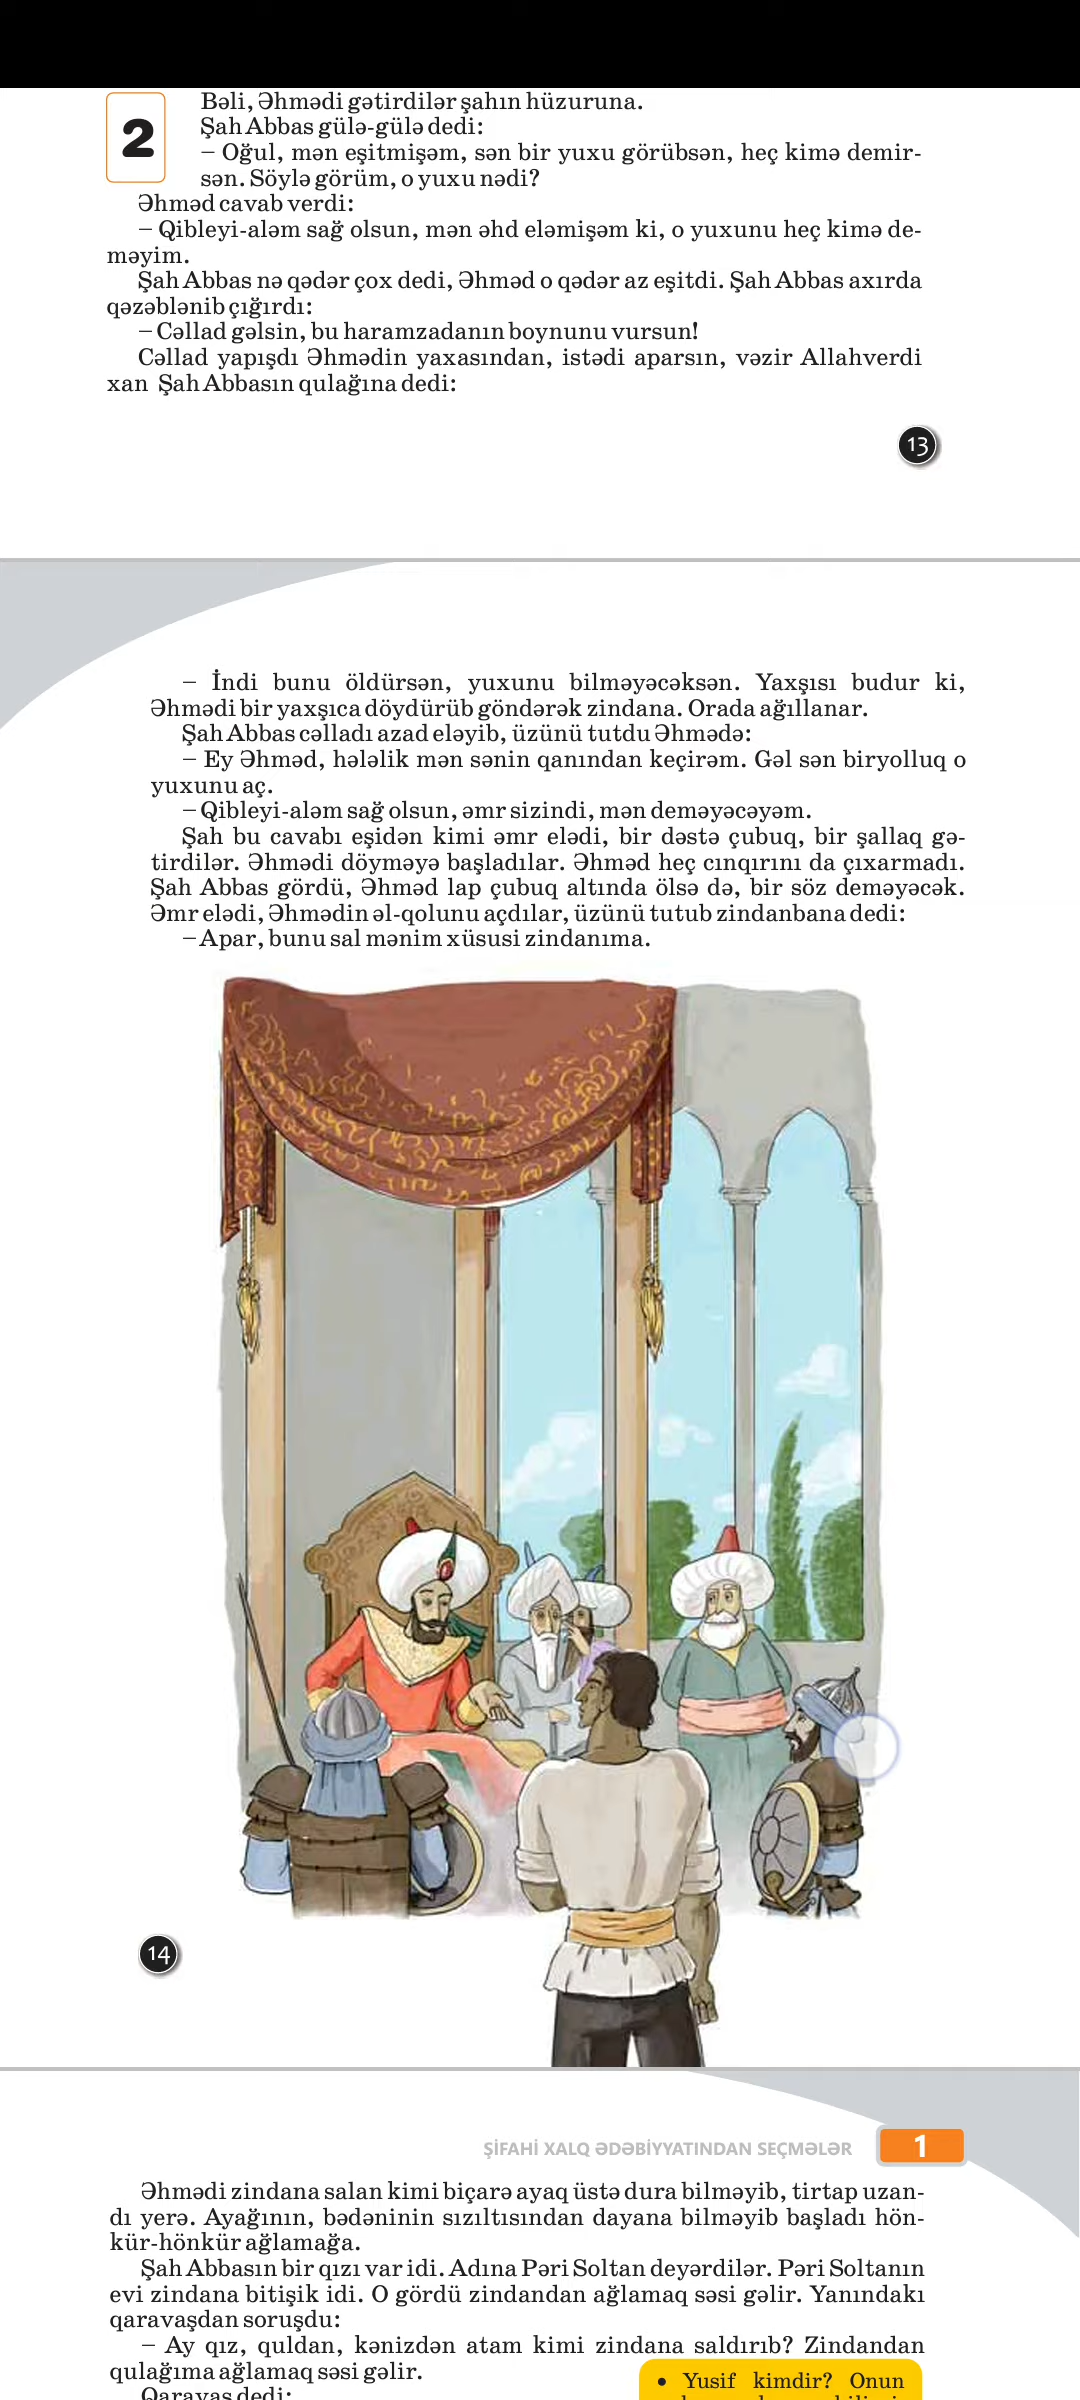 2
Bəli, Əhmədi gətirdilər şahın hüzuruna.
Şah Abbas gülə-gülə dedi:
– Oğul, mən eşitmişəm, sən bir yuxu görübsən, heç kimə demir-
sən. Söylə görüm, o yuxu nədi?
Əhməd cavab verdi:
– Qibleyi-aləm sağ olsun, mən əhd eləmişəm ki, o yuxunu heç kimə de-
məyim.
Şah Abbas nə qədər çox dedi, Əhməd o qədər az eşitdi. Şah Abbas axırda
qəzəblənib çığırdı:
– Cəllad gəlsin, bu haramzadanın boynunu vursun!
Cəllad yapışdı Əhmədin yaxasından, istədi aparsın, vəzir Allahverdi
xan Şah Abbasın qulağına dedi:
13
– İndi bunu öldürsən, yuxunu bilməyəcəksən. Yaxşısı budur ki,
Əhmədi bir yaxşıca döydürüb göndərək zindana. Orada ağıllanar.
Şah Abbas cəlladı azad eləyib, üzünü tutdu Əhmədə:
– Ey Əhməd, hələlik mən sənin qanından keçirəm. Gəl sən biryolluq o
yuxunu aç.
– Qibleyi-aləm sağ olsun, əmr sizindi, mən deməyəcəyəm.
Şah bu cavabı eşidən kimi əmr elədi, bir dəstə çubuq, bir şallaq gə-
tirdilər. Əhmədi döyməyə başladılar. Əhməd heç cınqırını da çıxarmadı.
Şah Abbas gördü, Əhməd lap çubuq altında ölsə də, bir söz deməyəcək.
Əmr elədi, Əhmədin əl-qolunu açdılar, üzünü tutub zindanbana dedi:
– Apar, bunu sal mənim xüsusi zindanıma.
14
ŞİFAHİ XALQ ƏDƏBİYYATINDAN SEÇMƏLƏR
1
Əhmədi zindana salan kimi biçarə ayaq üstə dura bilməyib, tirtap uzan-
dı yerə. Ayağının, bədəninin sızıltısından dayana bilməyib başladı hön-
kür-hönkür ağlamağa.
Şah Abbasın bir qızı var idi. Adına Pəri Soltan deyərdilər. Pəri Soltanın
evi zindana bitişik idi. O gördü zindandan ağlamaq səsi gəlir. Yanındakı
qaravaşdan soruşdu:
– Ay qız, quldan, kənizdən atam kimi zindana saldırıb? Zindandan
qulağıma ağlamaq səsi gəlir.
Qaravaş dedi:
• Yusif kimdir? Onun